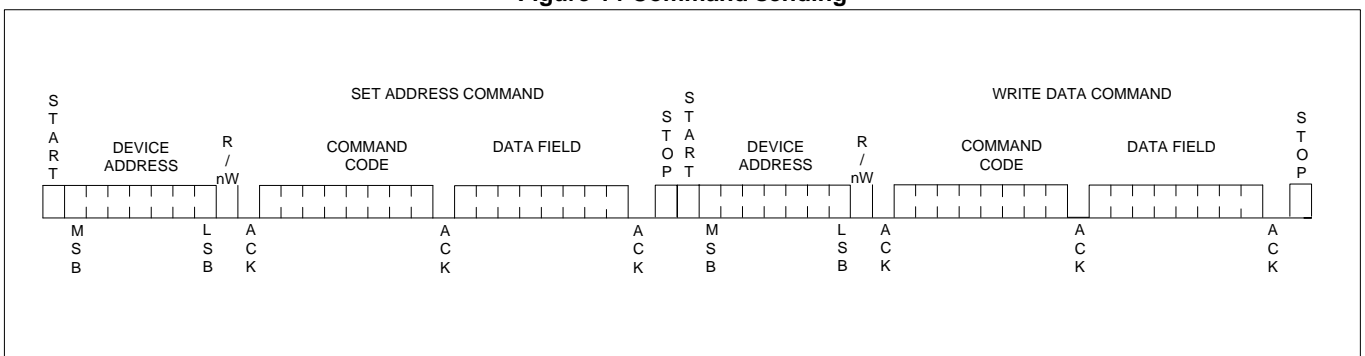 Figure Command sending
SET ADDRESS COMMAND
WRITE DATA COMMAND
START
DEVICE
ADDRESS
R
/
nW
COMMAND
CODE
DATA FIELD
STOP
START
DEVICE
ADDRESS
R
/
nW
COMMAND
CODE
DATA FIELD
STOP
MSB
LSB
ACK
ACK
ACK
MSB
LSB
ACK
ACK
ACK